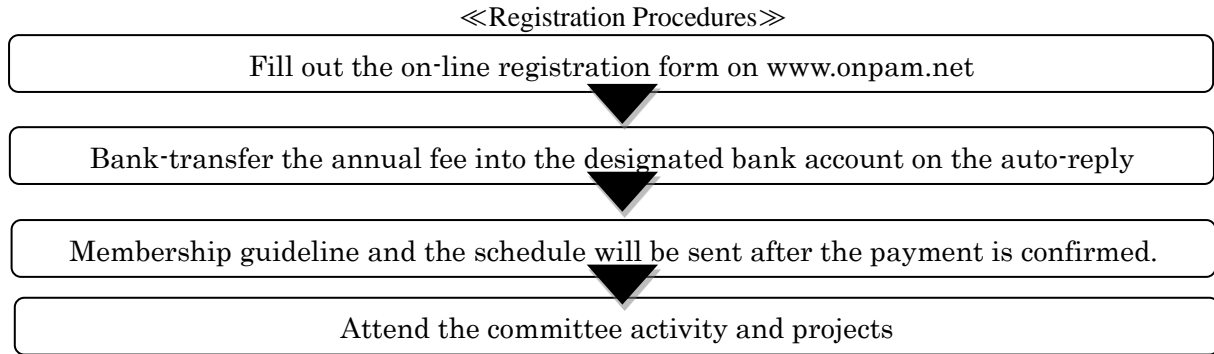 ≪Registration Procedures≫
Fill out the on-line registration form on www.onpam.net
Bank-transfer the annual fee into the designated bank account on the auto-reply
Membership guideline and the schedule will be sent after the payment is confirmed.
Attend the committee activity and projects